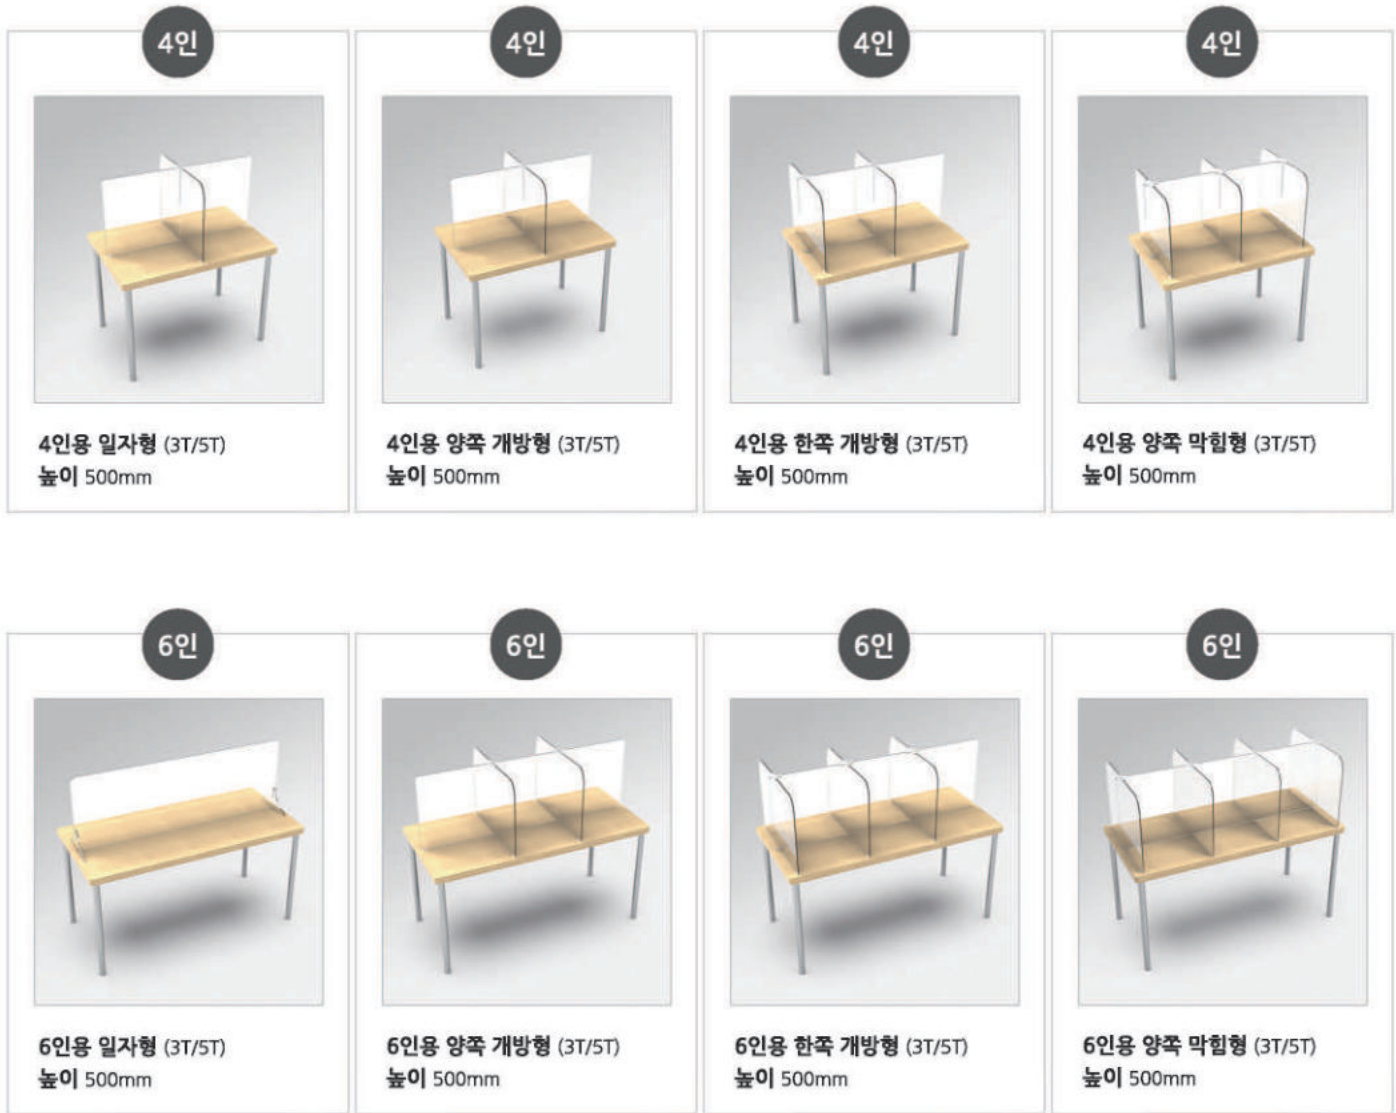 4인
4인
4인
4인
4인용 일자형 (3T/5T)
높이 500mm
4인용 양쪽 개방형 (3T/5T)
높이 500mm
4인용 한쪽 개방형 (3T/5T)
높이 500mm
4인용 양쪽 막힘형 (3T/5T)
높이 500mm
6인
6인
6인
6인
6인용 일자형 (3T/5T)
높이 500mm
6인용 양쪽 개방형 (3T/5T)
높이 500mm
6인용 한쪽 개방형 (3T/5T)
높이 500mm
6인용 양쪽 막힘형 (3T/5T)
높이 500mm